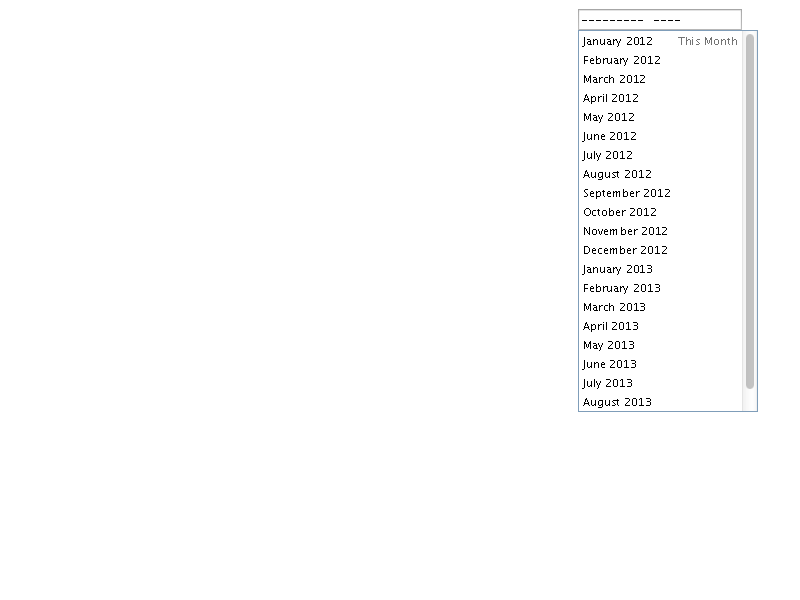 --------- ----
January 2012 This Month
February 2012
March 2012
April 2012
May 2012
June 2012
July 2012
August 2012
September 2012
October 2012
November 2012
December 2012
January 2013
February 2013
March 2013
April 2013
May 2013
June 2013
July 2013
August 2013